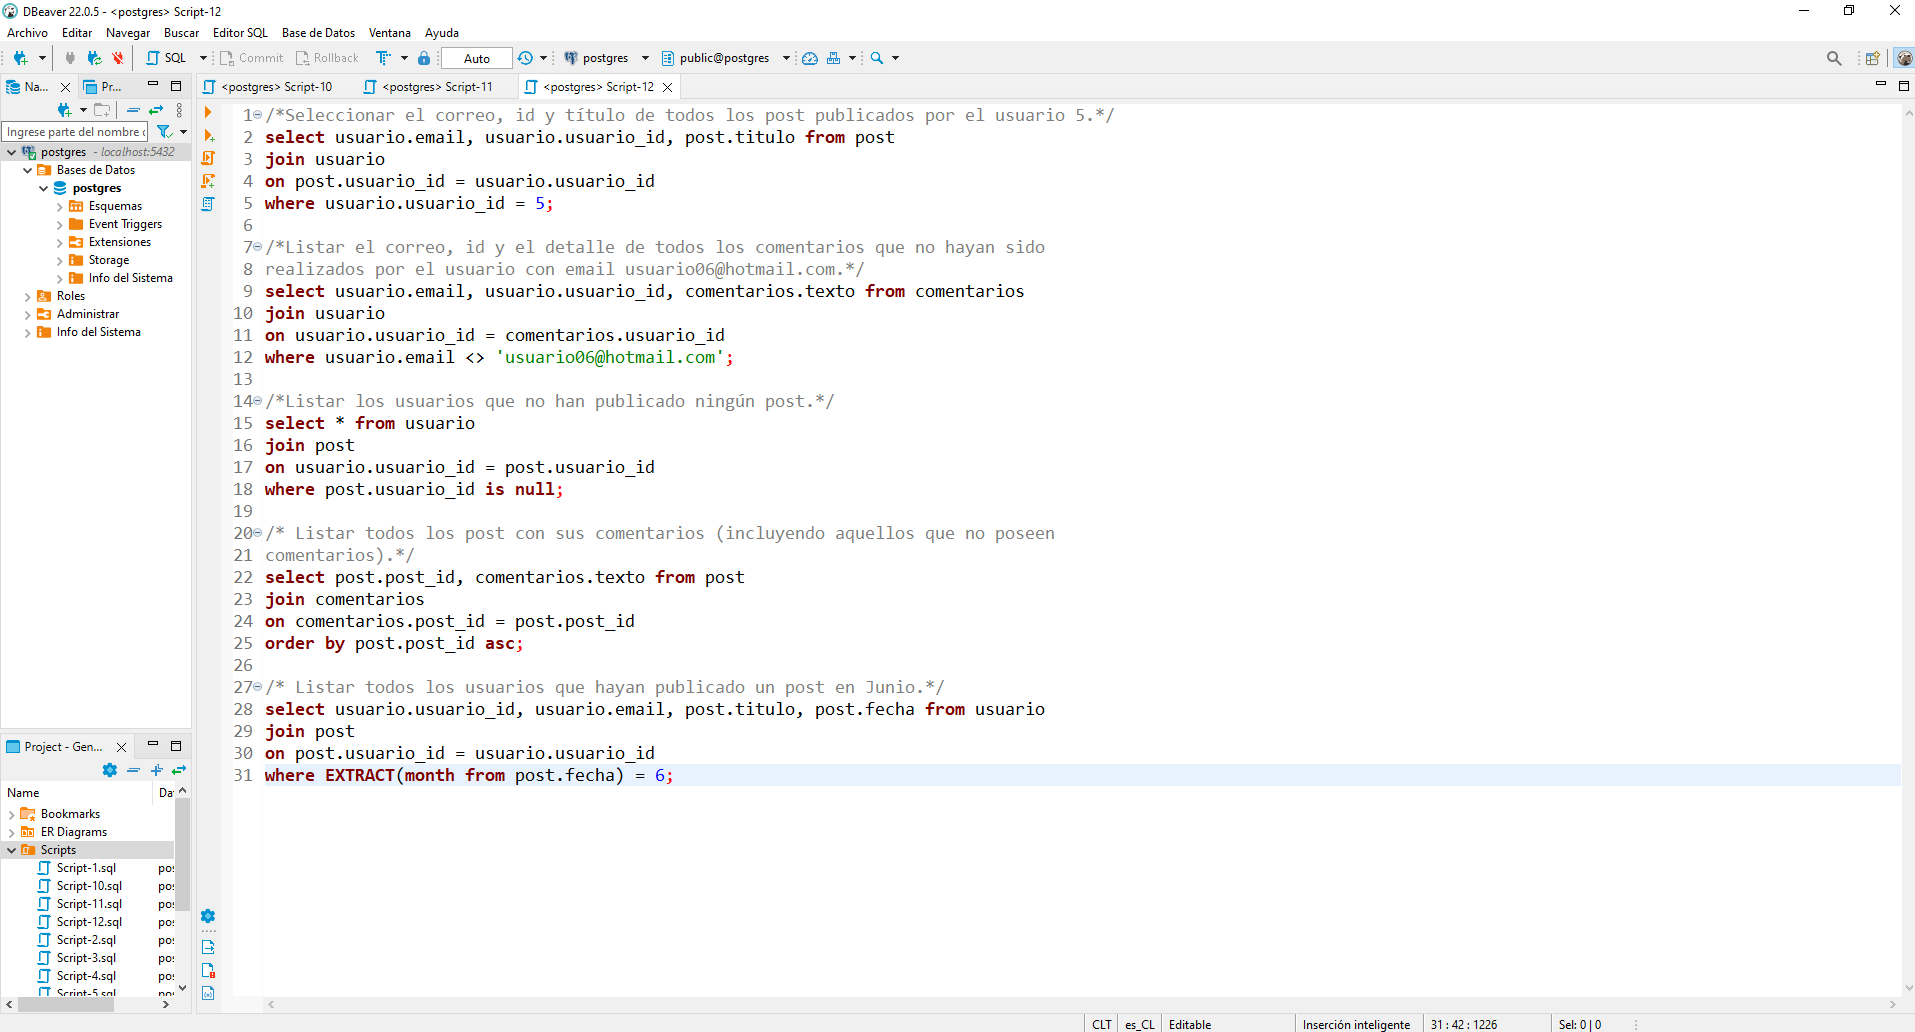 DBeaver 22.0.5 - <postgres> Script-12
Archivo Editar Navegar Buscar Editor SQL Base de Datos Ventana Ayuda
SQL Commit Rollback Auto postgres public@postgres
Na... Pr... <postgres> Script-10 <postgres> Script-11 <postgres> Script-12
Ingrese parte del nombre
postgres - localhost:5432
Bases de Datos
postgres
Esquemas
Event Triggers
Extensiones
Storage
Info del Sistema
Roles
Administrar
Info del Sistema
1 /*Seleccionar el correo, id y título de todos los post publicados por el usuario 5.*/
2 select usuario.email, usuario.usuario_id, post.titulo from post
3 join usuario
4 on post.usuario_id = usuario.usuario_id
5 where usuario.usuario_id = 5;
6
7 /*Listar el correo, id y el detalle de todos los comentarios que no hayan sido
8 realizados por el usuario con email usuario06@hotmail.com.*/
9 select usuario.email, usuario.usuario_id, comentarios.texto from comentarios
10 join usuario
11 on usuario.usuario_id = comentarios.usuario_id
12 where usuario.email <> 'usuario06@hotmail.com';
13
14 /*Listar los usuarios que no han publicado ningún post.*/
15 select * from usuario
16 join post
17 on usuario.usuario_id = post.usuario_id
18 where post.usuario_id is null;
19
20 /* Listar todos los post con sus comentarios (incluyendo aquellos que no poseen
21 comentarios).*/
22 select post.post_id, comentarios.texto from post
23 join comentarios
24 on comentarios.post_id = post.post_id
25 order by post.post_id asc;
26
27 /* Listar todos los usuarios que hayan publicado un post en Junio.*/
28 select usuario.usuario_id, usuario.email, post.titulo, post.fecha from usuario
29 join post
30 on post.usuario_id = usuario.usuario_id
31 where EXTRACT(month from post.fecha) = 6;
Project - Gen...
Name Da
Bookmarks
ER Diagrams
Scripts
Script-1.sql pos
Script-10.sql pos
Script-11.sql pos
Script-12.sql pos
Script-2.sql pos
Script-3.sql pos
Script-4.sql pos
Script-5.sql pos
CLT es_CL Editable Inserción inteligente 31 : 42 : 1226 Sel: 0 | 0